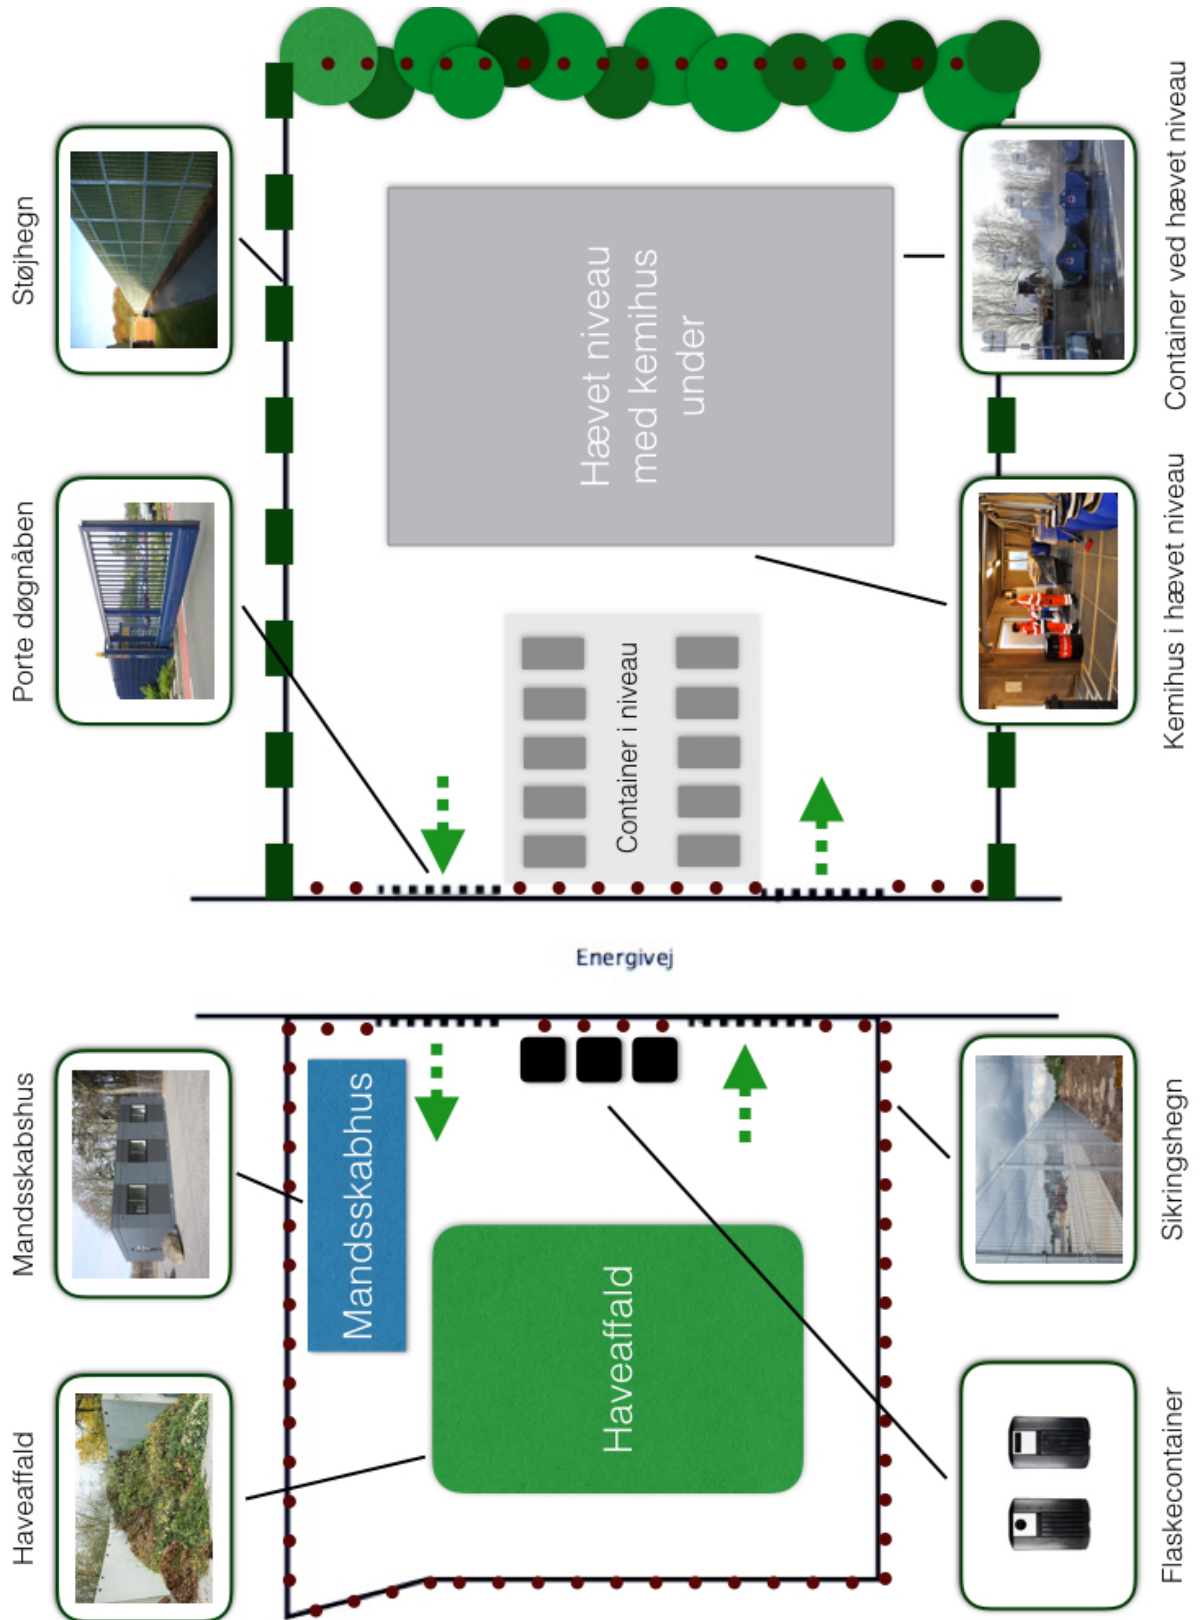 Haveaffald
Mandsskabshus
Porte døgnåben
Støjhegn
Mandsskabhus
Haveaffald
Energivej
Container i niveau
Hævet niveau
med kemihus
under
Flaskecontainer
Sikringshegn
Kemihus i hævet niveau
Container ved hævet niveau